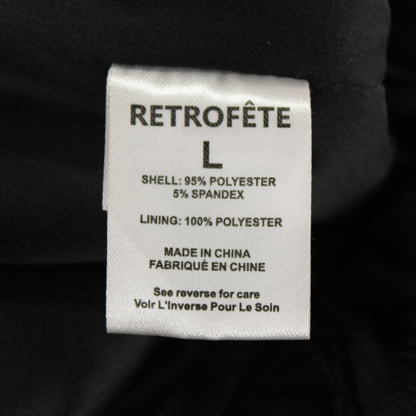 RETROFÊTE
L
SHELL: 95% POLYESTER
5% SPANDEX
LINING: 100% POLYESTER
MADE IN CHINA
FABRIQUÉ EN CHINE
See reverse for care
Voir L'Inverse Pour Le Soin